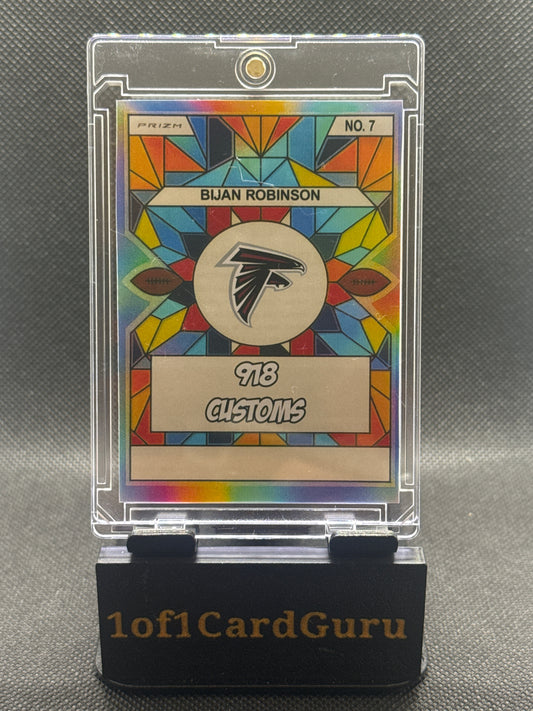 PRIZM
NO. 7
BIJAN ROBINSON
918
CUSTOMS
1of1CardGuru